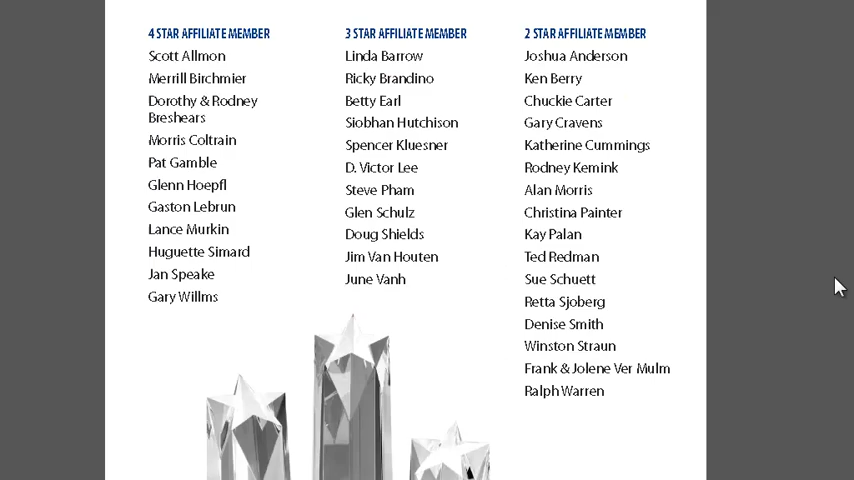 4 STAR AFFILIATE MEMBER
Scott Allmon
Merrill Birchmier
Dorothy & Rodney
Breshears
Morris Coltrain
Pat Gamble
Glenn Hoepfl
Gaston Lebrun
Lance Murkin
Huguette Simard
Jan Speake
Gary Willms
3 STAR AFFILIATE MEMBER
Linda Barrow
Ricky Brandino
Betty Earl
Siobhan Hutchison
Spencer Kluesner
D. Victor Lee
Steve Pham
Glen Schulz
Doug Shields
Jim Van Houten
June Vanh
2 STAR AFFILIATE MEMBER
Joshua Anderson
Ken Berry
Chuckie Carter
Gary Cravens
Katherine Cummings
Rodney Kemink
Alan Morris
Christina Painter
Kay Palan
Ted Redman
Sue Schuett
Retta Sjoberg
Denise Smith
Winston Straun
Frank & Jolene Ver Mulm
Ralph Warren